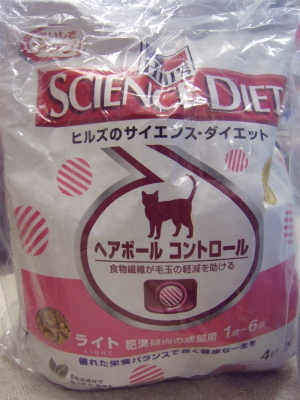 おいしさ
HILL'S
SCIENCE DIET
ヒルズのサイエンス・ダイエット
ヘアボール コントロール
食物繊維が毛玉の軽減を助ける
ライト 肥満傾向の成猫用 1歳~6歳
LIGHT
優れた栄養バランスで長く健康な一生を